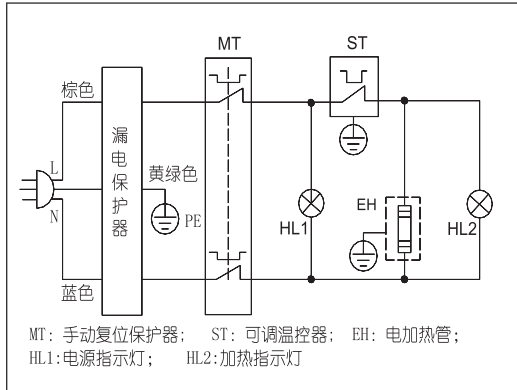 MT
ST
棕色
L
漏电保护器
黄绿色
PE
N
蓝色
HL1
EH
HL2
MT: 手动复位保护器; ST: 可调温控器; EH: 电加热管;
HL1:电源指示灯; HL2:加热指示灯